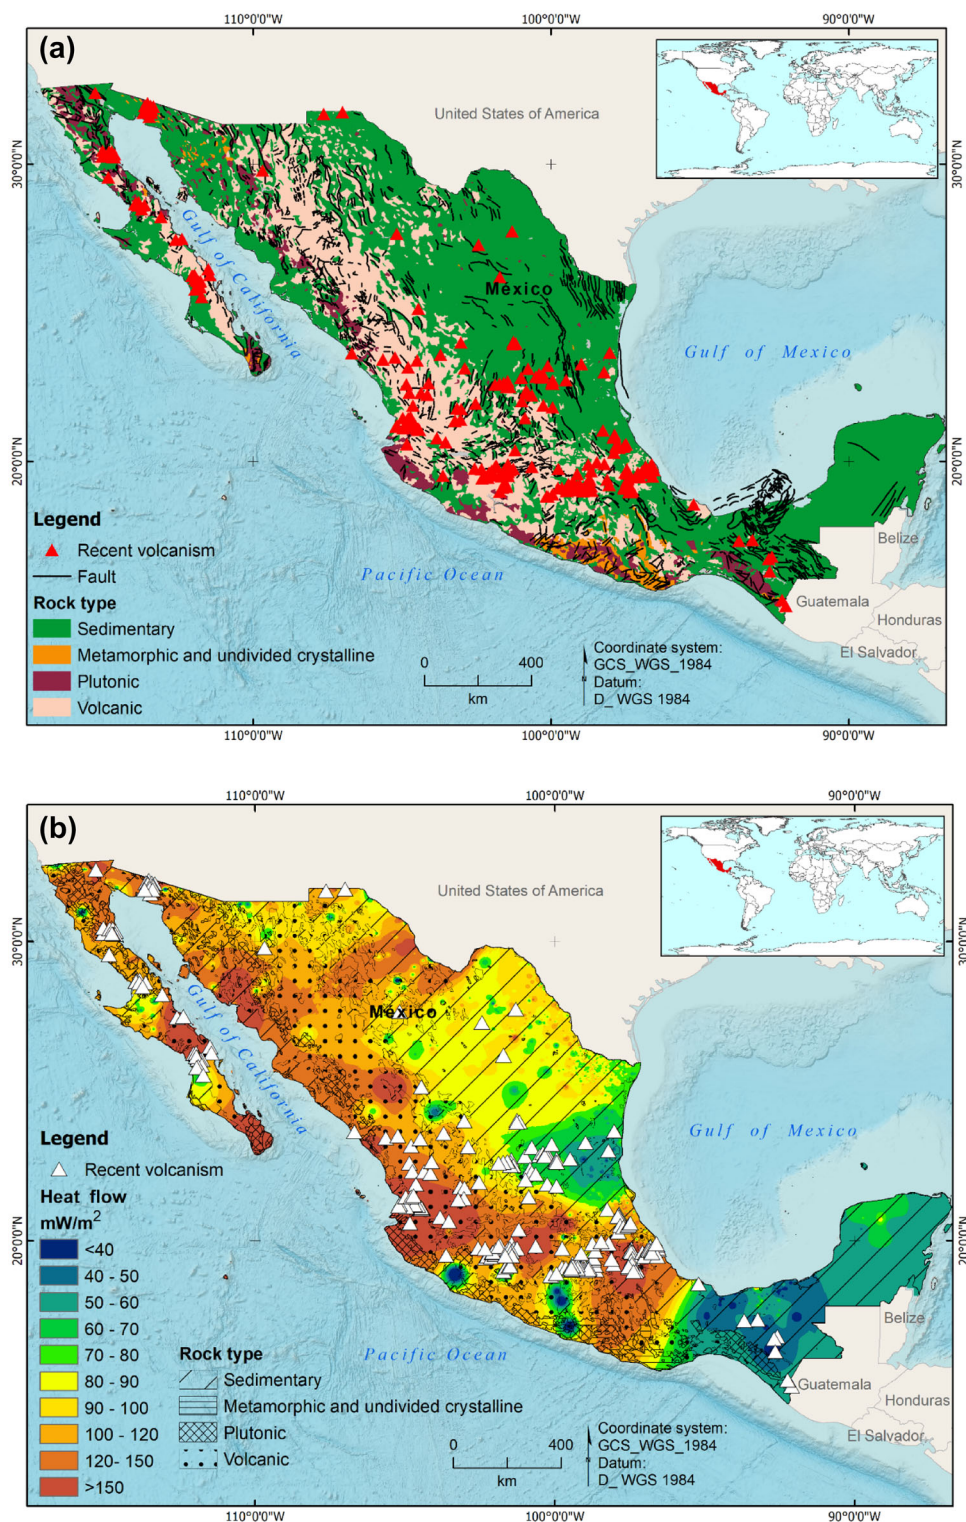 110°0'0"W 100°0'0"W 90°0'0"W
(a)
United States of America
30°0'0"N
30°0'0"N
Gulf of California
México
Gulf of Mexico
20°0'0"N
20°0'0"N
Legend
Recent volcanism
Fault
Rock type
Sedimentary
Metamorphic and undivided crystalline
Plutonic
Volcanic
Pacific Ocean
Belize
Guatemala
Honduras
El Salvador
0 400
km
N
Coordinate system:
GCS_WGS_1984
Datum:
D_ WGS 1984
110°0'0"W 100°0'0"W 90°0'0"W
110°0'0"W 100°0'0"W 90°0'0"W
(b)
United States of America
30°0'0"N
30°0'0"N
Gulf of California
México
Gulf of Mexico
20°0'0"N
20°0'0"N
Legend
Recent volcanism
Heat flow
mW/m²
<40
40 - 50
50 - 60
60 - 70
70 - 80
80 - 90
90 - 100
100 - 120
120- 150
>150
Rock type
Sedimentary
Metamorphic and undivided crystalline
Plutonic
Volcanic
Pacific Ocean
Belize
Guatemala
Honduras
El Salvador
0 400
km
N
Coordinate system:
GCS_WGS_1984
Datum:
D_ WGS 1984
110°0'0"W 100°0'0"W 90°0'0"W